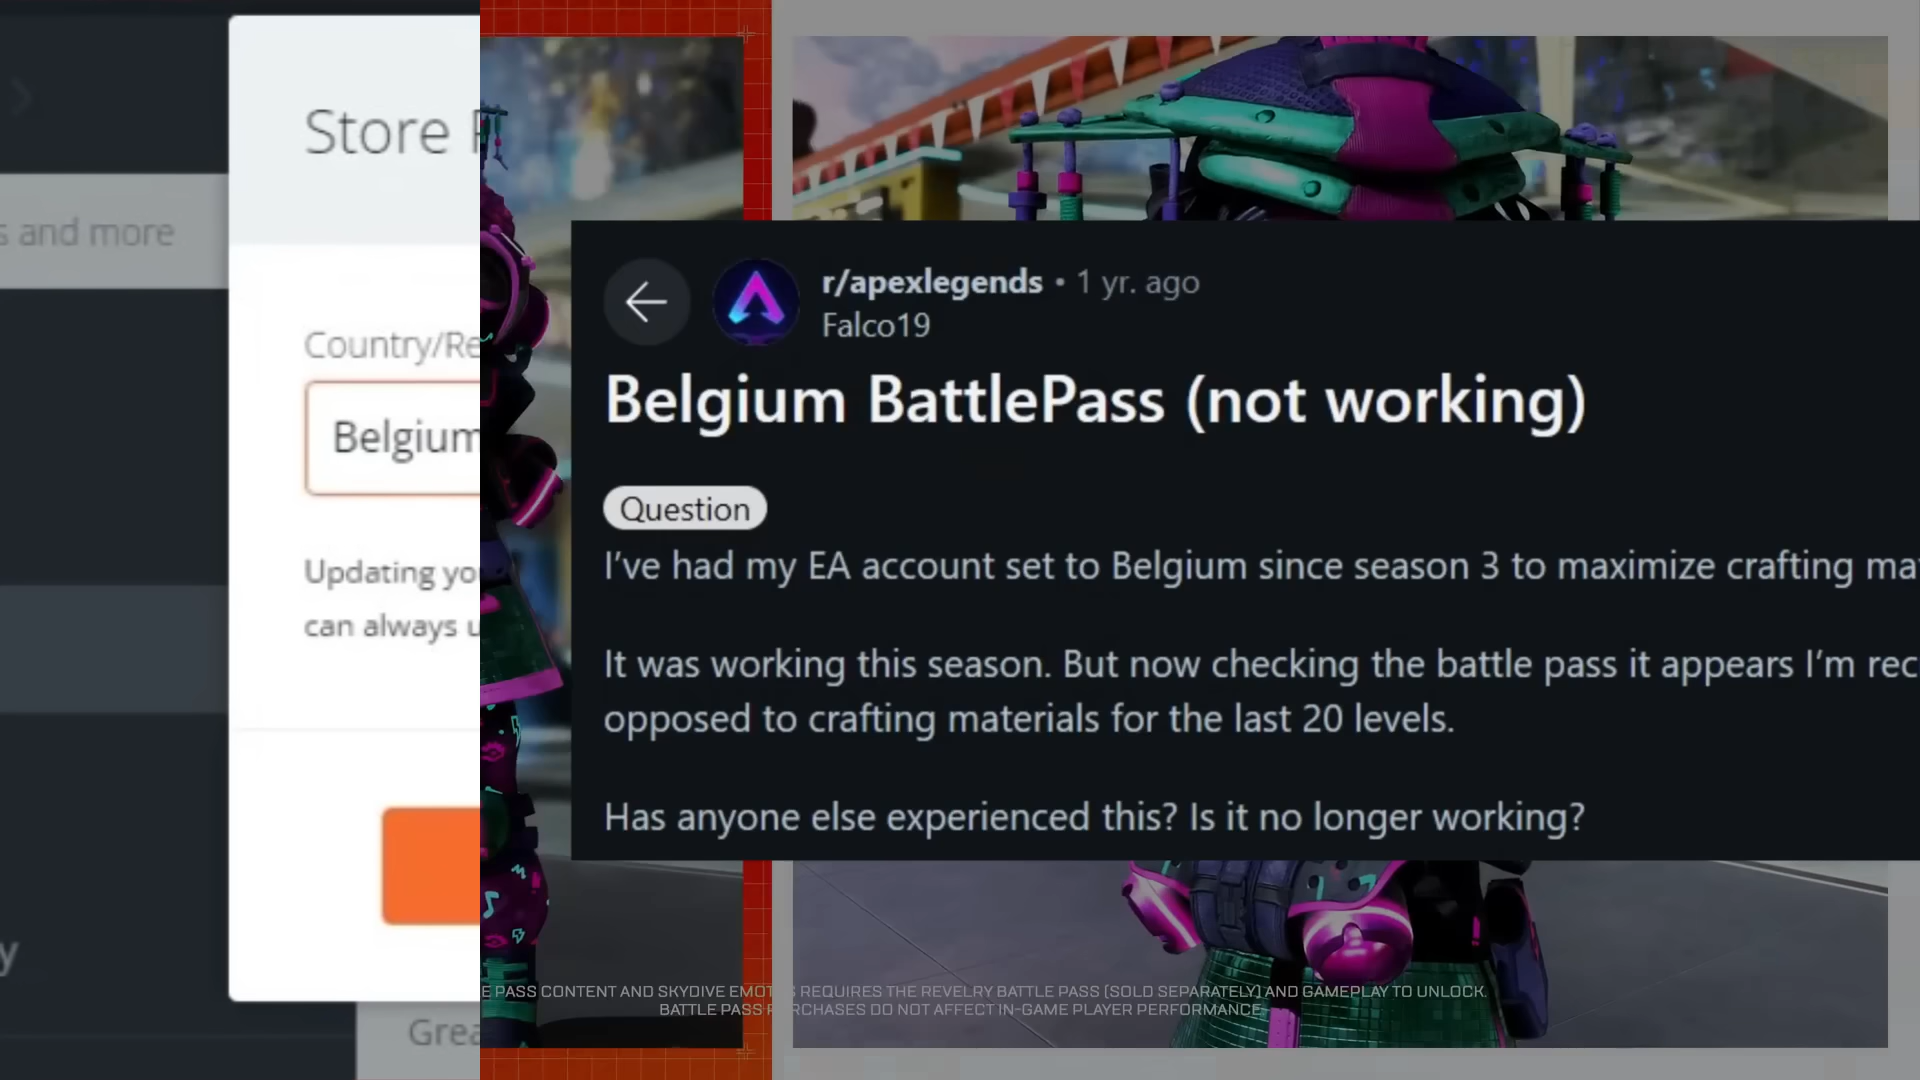 Store
s and more
Country/Re
Belgium
Updating yo
can always u
Grea
y
r/apexlegends • 1 yr. ago
Falco19
Belgium BattlePass (not working)
Question
I've had my EA account set to Belgium since season 3 to maximize crafting ma
It was working this season. But now checking the battle pass it appears I'm rec
opposed to crafting materials for the last 20 levels.
Has anyone else experienced this? Is it no longer working?
E PASS CONTENT AND SKYDIVE EMOTES REQUIRES THE REVELRY BATTLE PASS (SOLD SEPARATELY) AND GAMEPLAY TO UNLOCK.
BATTLE PASS PURCHASES DO NOT AFFECT IN-GAME PLAYER PERFORMANCE.